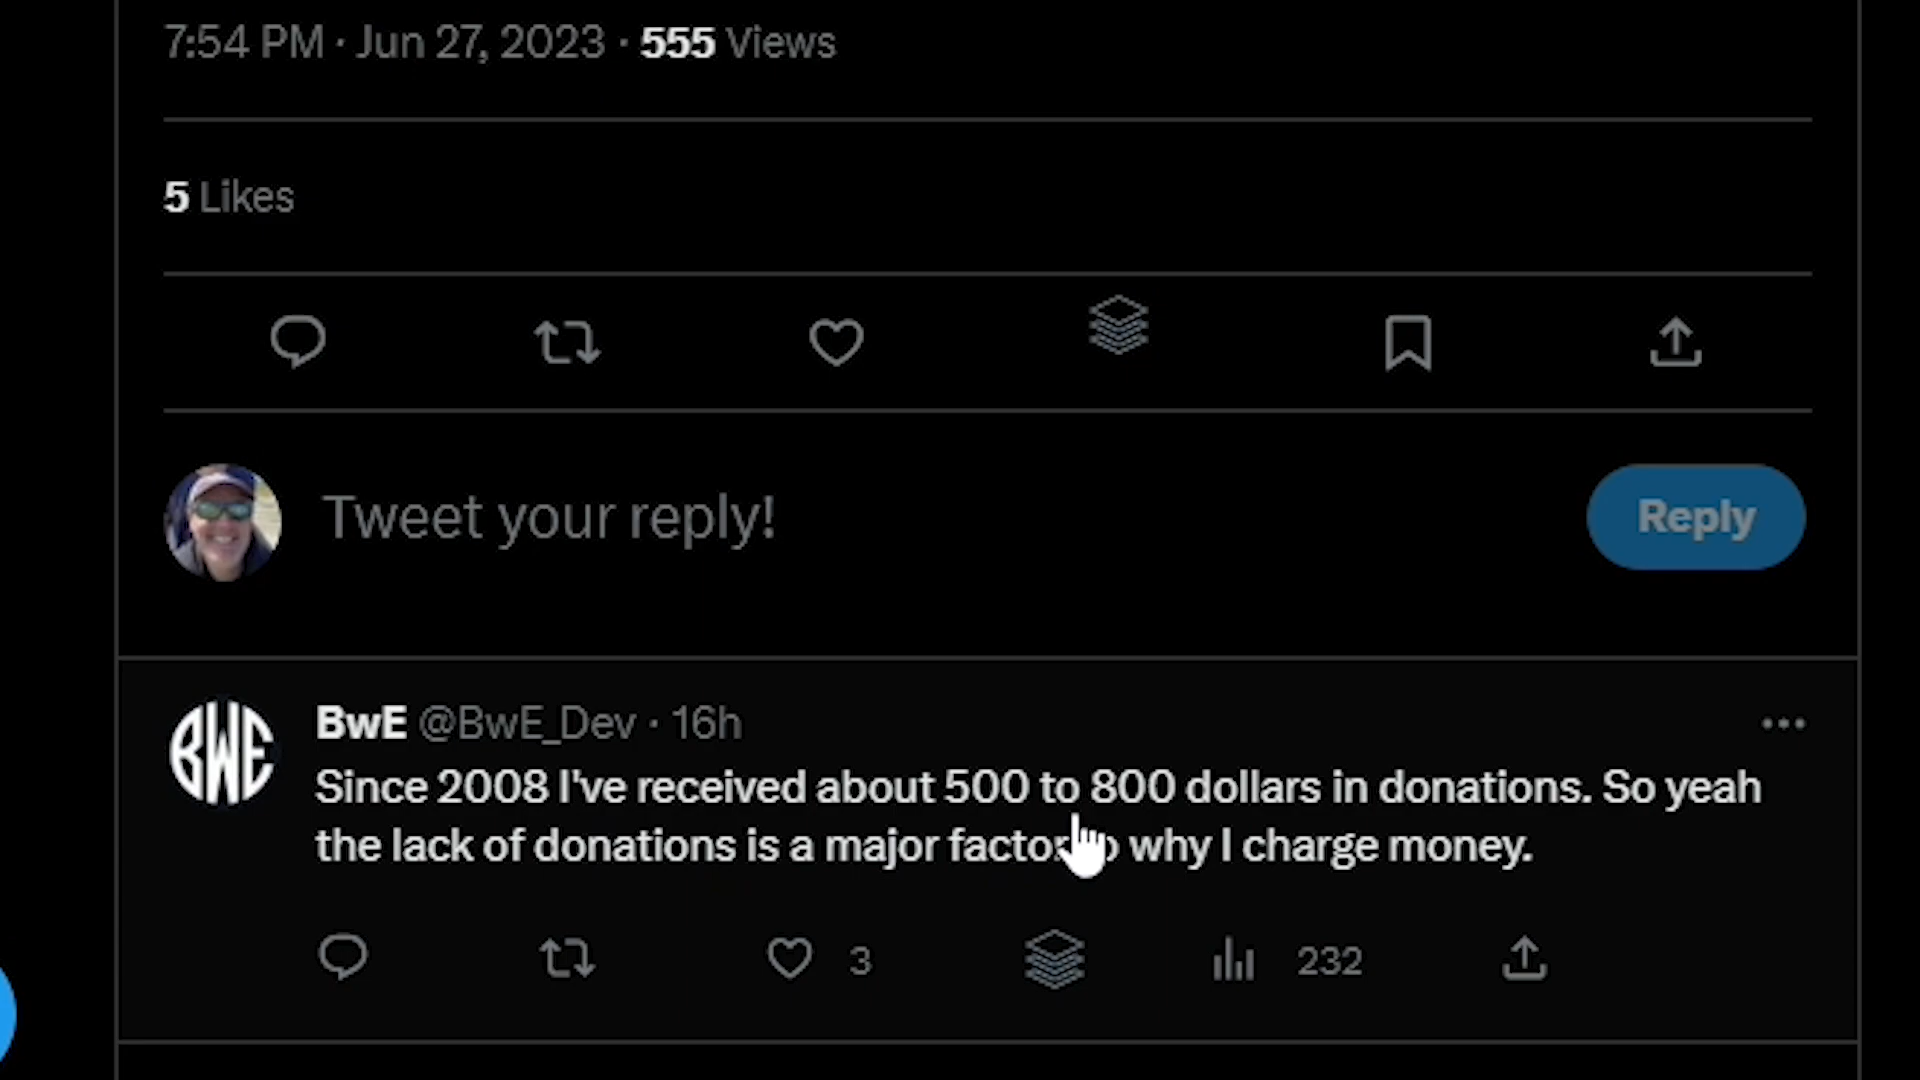 7:54 PM · Jun 27, 2023 · 555 Views
5 Likes
Tweet your reply!
Reply
BWE
BwE @BwE_Dev · 16h
Since 2008 I've received about 500 to 800 dollars in donations. So yeah
the lack of donations is a major factor why I charge money.
3
232